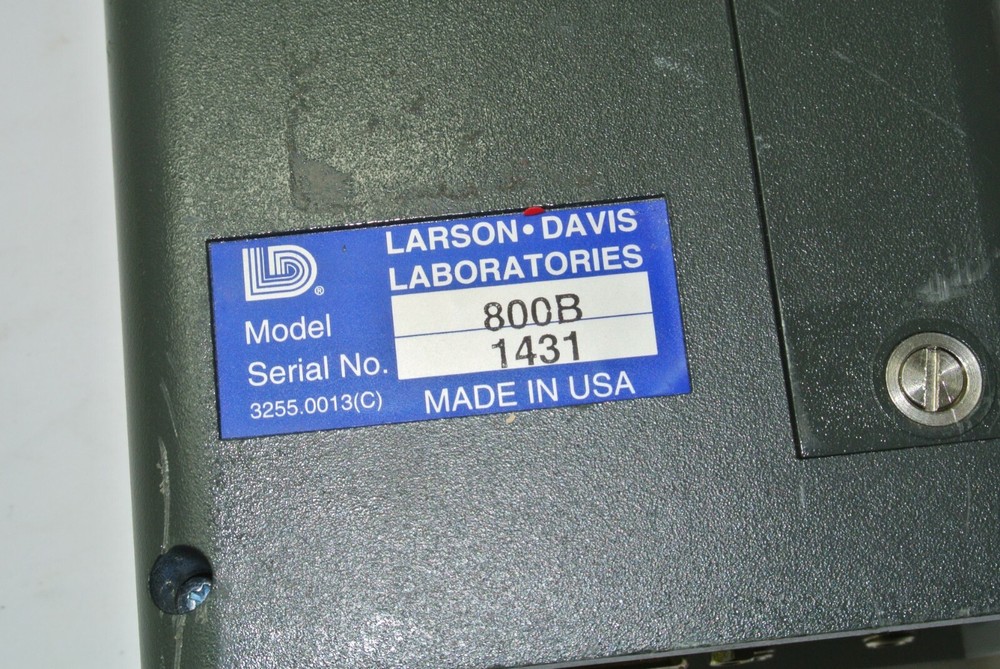 LARSON•DAVIS
LABORATORIES
LD®
Model 800B
Serial No. 1431
3255.0013(C) MADE IN USA